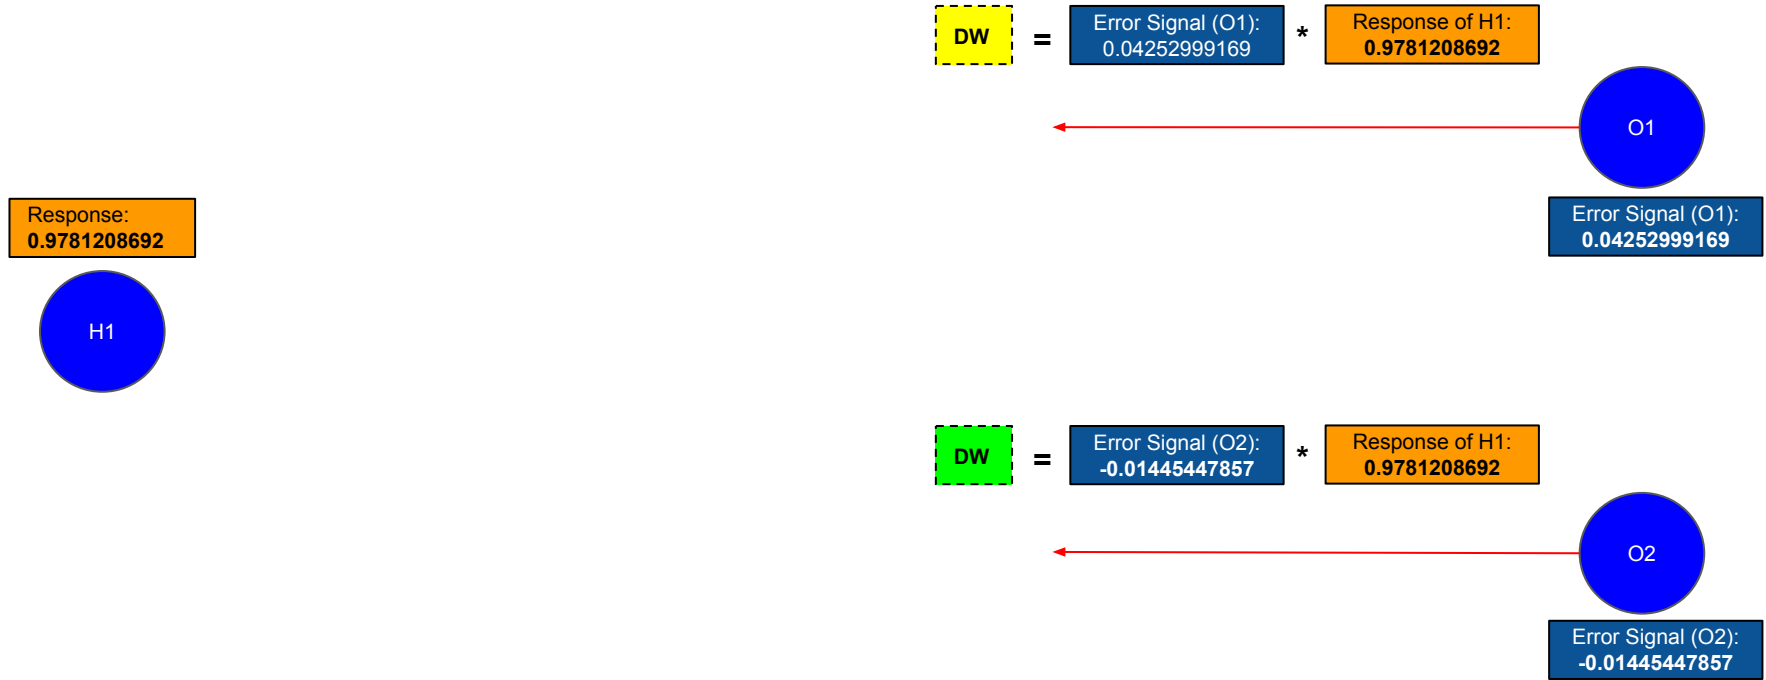 DW = Error Signal (O1): * Response of H1:
0.04252999169 0.9781208692
O1
Response:
0.9781208692
Error Signal (O1):
0.04252999169
H1
DW = Error Signal (O2): * Response of H1:
-0.01445447857 0.9781208692
O2
Error Signal (O2):
-0.01445447857